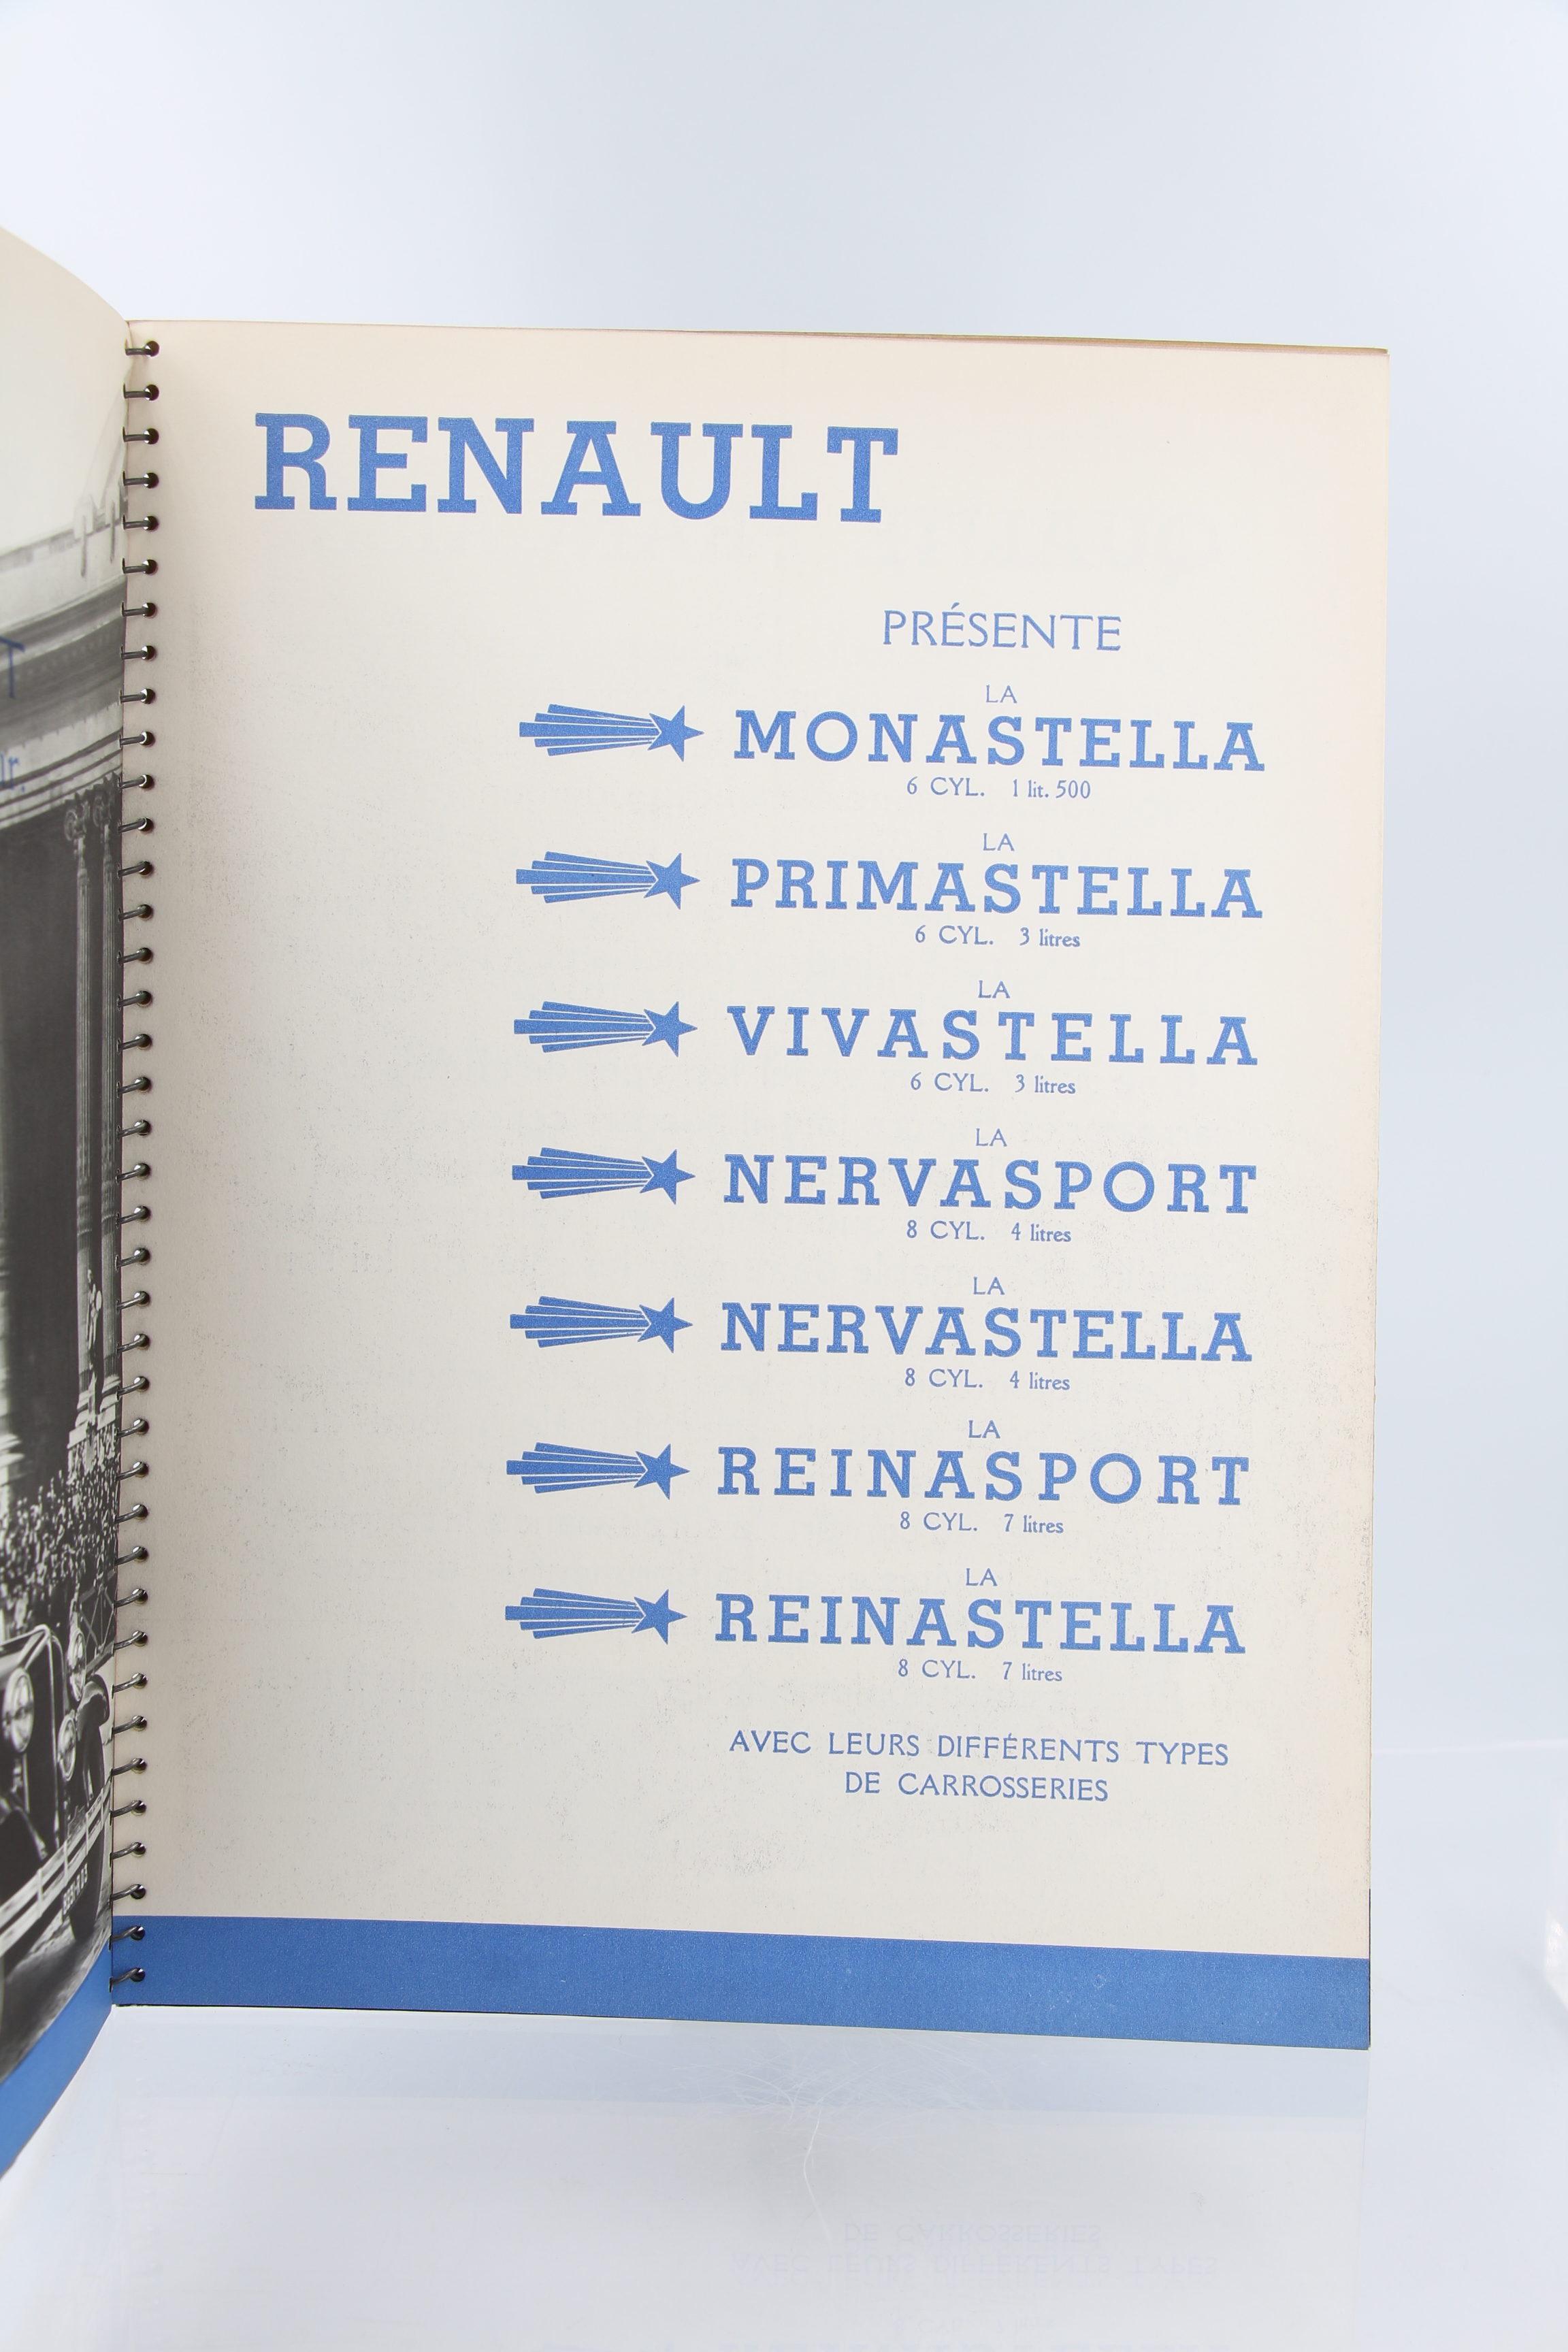 RENAULT
PRÉSENTE
LA
MONASTELLA
6 CYL. 1 lit. 500
LA
PRIMASTELLA
6 CYL. 3 litres
LA
VIVASTELLA
6 CYL. 3 litres
LA
NERVASPORT
8 CYL. 4 litres
LA
NERVASTELLA
8 CYL. 4 litres
LA
REINASPORT
8 CYL. 7 litres
LA
REINASTELLA
8 CYL. 7 litres
AVEC LEURS DIFFÉRENTS TYPES
DE CARROSSERIES